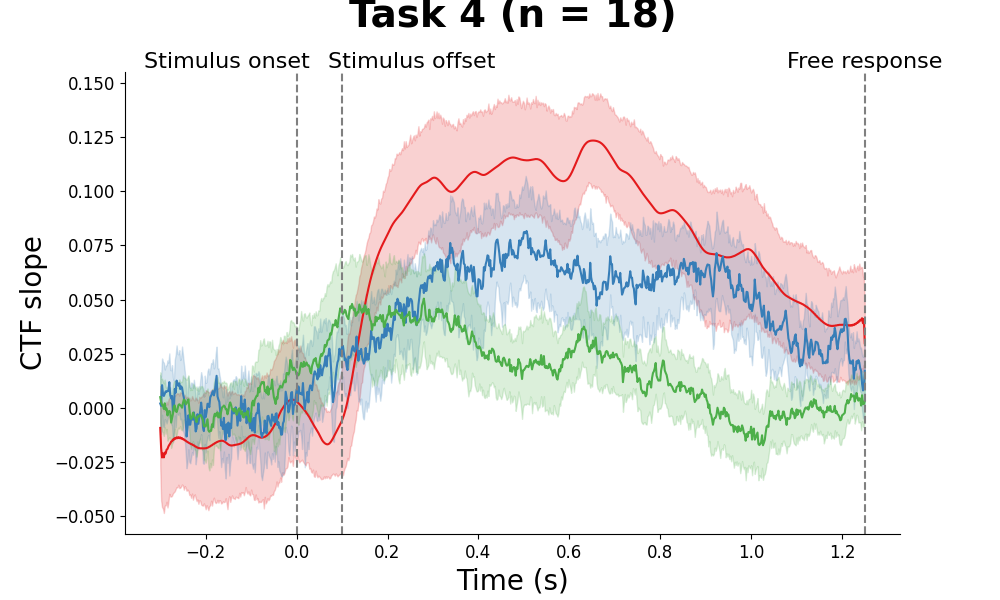 Task 4 (n = 18)
Stimulus onset Stimulus offset Free response
0.150
0.125
0.100
0.075
0.050
0.025
0.000
−0.025
−0.050
CTF slope
−0.2 0.0 0.2 0.4 0.6 0.8 1.0 1.2
Time (s)